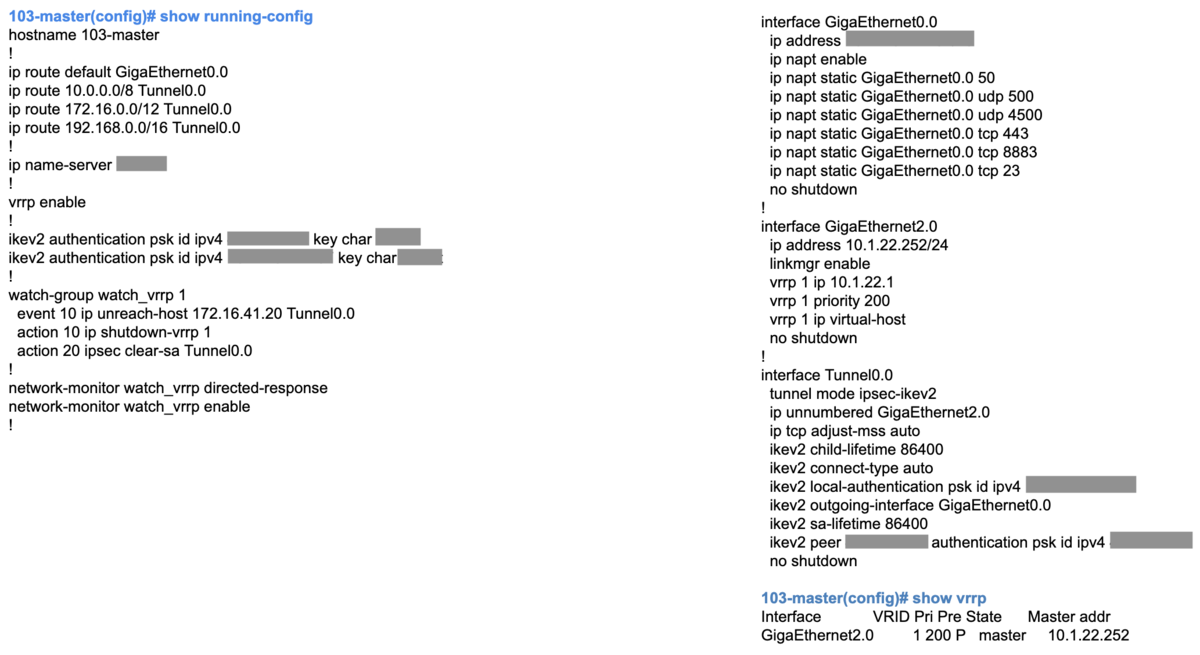 103-master(config)# show running-config
hostname 103-master
!
ip route default GigaEthernet0.0
ip route 10.0.0.0/8 Tunnel0.0
ip route 172.16.0.0/12 Tunnel0.0
ip route 192.168.0.0/16 Tunnel0.0
!
ip name-server
!
vrrp enable
!
ikev2 authentication psk id ipv4 key char
ikev2 authentication psk id ipv4 key char
!
watch-group watch_vrrp 1
event 10 ip unreach-host 172.16.41.20 Tunnel0.0
action 10 ip shutdown-vrrp 1
action 20 ipsec clear-sa Tunnel0.0
!
network-monitor watch_vrrp directed-response
network-monitor watch_vrrp enable
!
interface GigaEthernet0.0
ip address
ip napt enable
ip napt static GigaEthernet0.0 50
ip napt static GigaEthernet0.0 udp 500
ip napt static GigaEthernet0.0 udp 4500
ip napt static GigaEthernet0.0 tcp 443
ip napt static GigaEthernet0.0 tcp 8883
ip napt static GigaEthernet0.0 tcp 23
no shutdown
!
interface GigaEthernet2.0
ip address 10.1.22.252/24
linkmgr enable
vrrp 1 ip 10.1.22.1
vrrp 1 priority 200
vrrp 1 ip virtual-host
no shutdown
!
interface Tunnel0.0
tunnel mode ipsec-ikev2
ip unnumbered GigaEthernet2.0
ip tcp adjust-mss auto
ikev2 child-lifetime 86400
ikev2 connect-type auto
ikev2 local-authentication psk id ipv4
ikev2 outgoing-interface GigaEthernet0.0
ikev2 sa-lifetime 86400
ikev2 peer authentication psk id ipv4
no shutdown
103-master(config)# show vrrp
Interface VRID Pri Pre State Master addr
GigaEthernet2.0 1 200 P master 10.1.22.252